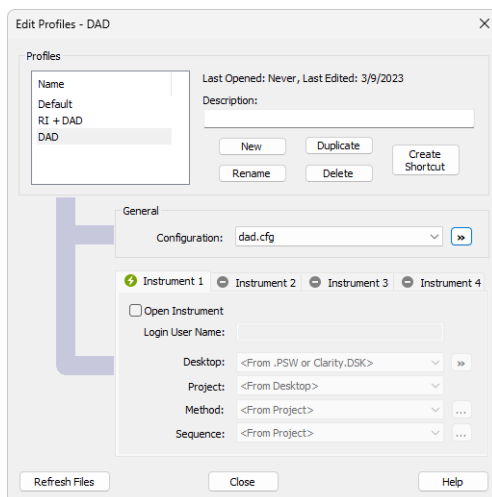 Edit Profiles - DAD
Profiles
Name
Default
RI + DAD
DAD
Last Opened: Never, Last Edited: 3/9/2023
Description:
New
Duplicate
Create Shortcut
Rename
Delete
General
Configuration: dad.cfg
Instrument 1 Instrument 2 Instrument 3 Instrument 4
Open Instrument
Login User Name:
Desktop: <From .PSW or Clarity.DSK>
Project: <From Desktop>
Method: <From Project> ...
Sequence: <From Project> ...
Refresh Files Close Help